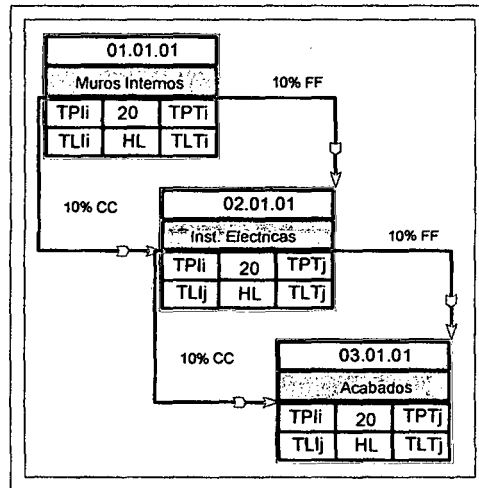 01.01.01
Muros Internos
10% FF
TPIi 20 TPTi
TLIi HL TLTi
10% CC
02.01.01
Inst. Electricas
10% FF
TPIi 20 TPTj
TLIj HL TLTj
10% CC
03.01.01
Acabados
TPIi 20 TPTj
TLIj HL TLTj